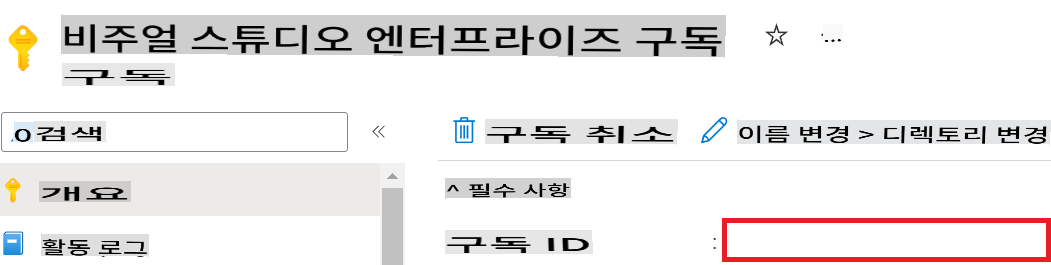 비주얼 스튜디오 엔터프라이즈 구독
...
구독
검색
«
구독 취소
이름 변경 > 디렉토리 변경
개요
^ 필수 사항
활동 로그
구독 ID :